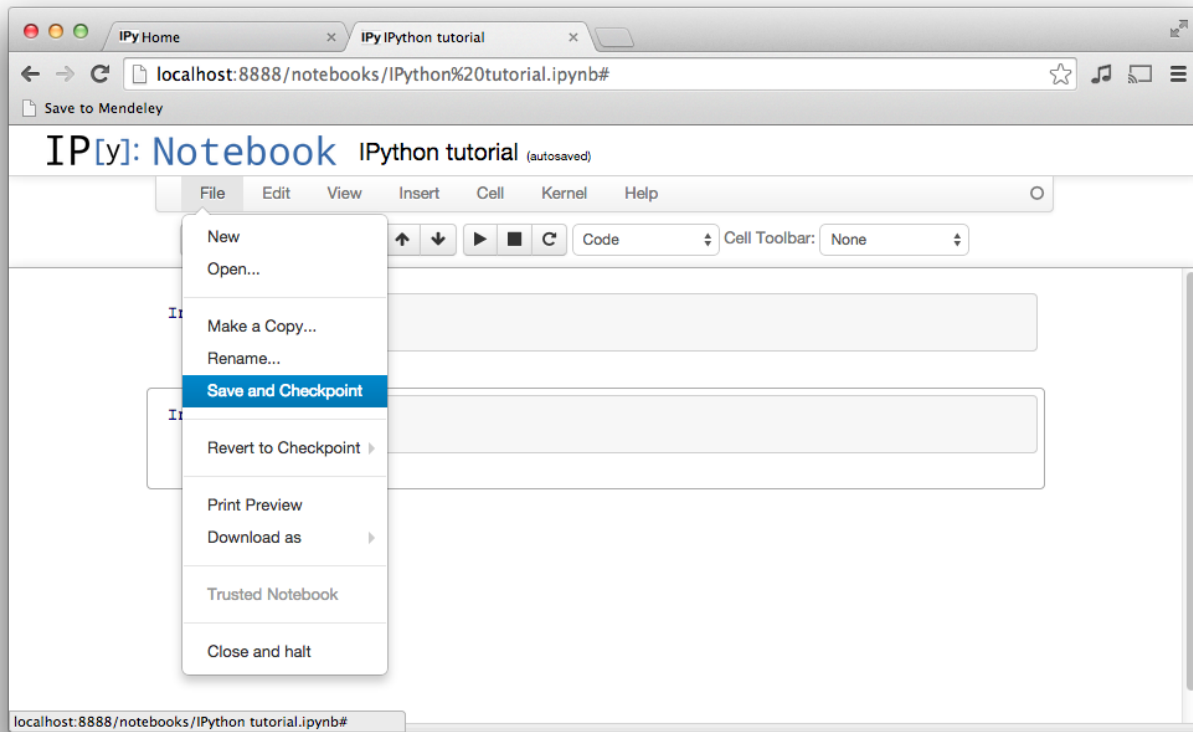 IPy Home
IPy IPython tutorial
localhost:8888/notebooks/IPython%20tutorial.ipynb#
Save to Mendeley
IP[y]: Notebook IPython tutorial (autosaved)
File Edit View Insert Cell Kernel Help
Code Cell Toolbar: None
New
Open...
In
Make a Copy...
Rename...
Save and Checkpoint
In
Revert to Checkpoint
Print Preview
Download as
Trusted Notebook
Close and halt
localhost:8888/notebooks/IPython tutorial.ipynb#